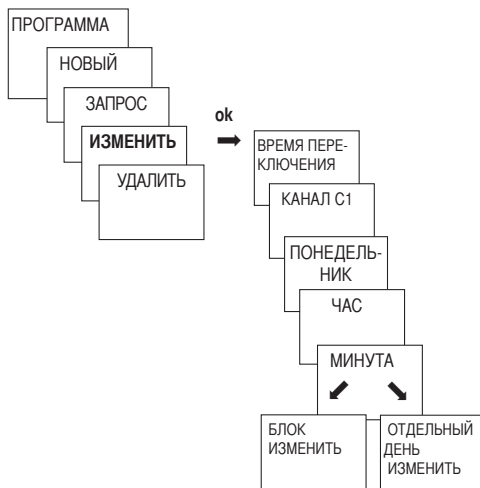 ПРОГРАММА
НОВЫЙ
ЗАПРОС
ИЗМЕНИТЬ
УДАЛИТЬ
ok
ВРЕМЯ ПЕРЕ-
КЛЮЧЕНИЯ
КАНАЛ C1
ПОНЕДЕЛЬ-
НИК
ЧАС
МИНУТА
БЛОК
ИЗМЕНИТЬ
ОТДЕЛЬНЫЙ
ДЕНЬ
ИЗМЕНИТЬ